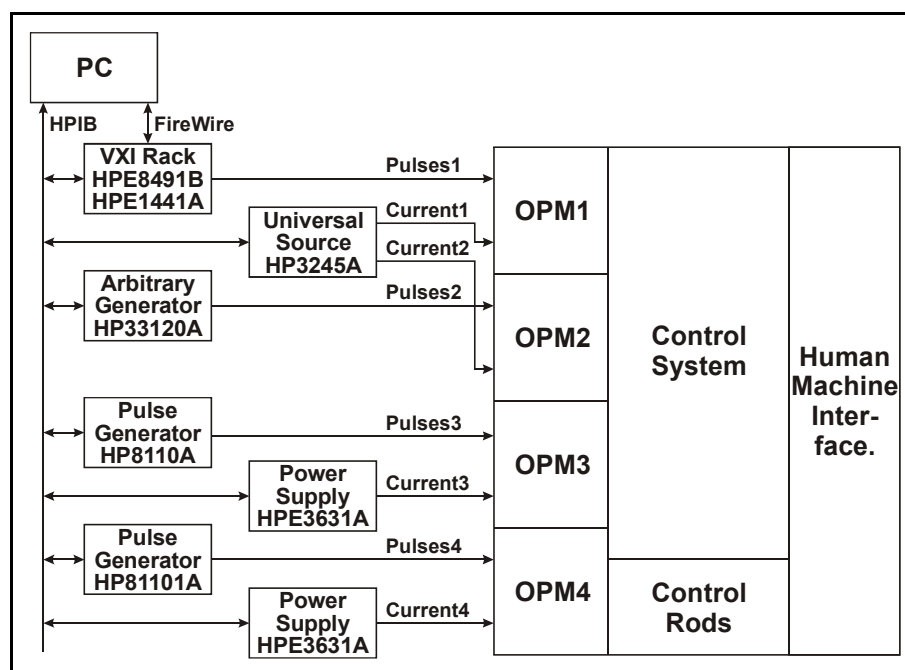 PC
HPIB
FireWire
VXI Rack
HPE8491B
HPE1441A
Pulses1
Universal
Source
HP3245A
Current1
Current2
Arbitrary
Generator
HP33120A
Pulses2
Pulse
Generator
HP8110A
Pulses3
Power
Supply
HPE3631A
Current3
Pulse
Generator
HP81101A
Pulses4
Power
Supply
HPE3631A
Current4
OPM1
OPM2
OPM3
OPM4
Control
System
Control
Rods
Human
Machine
Inter-
face.